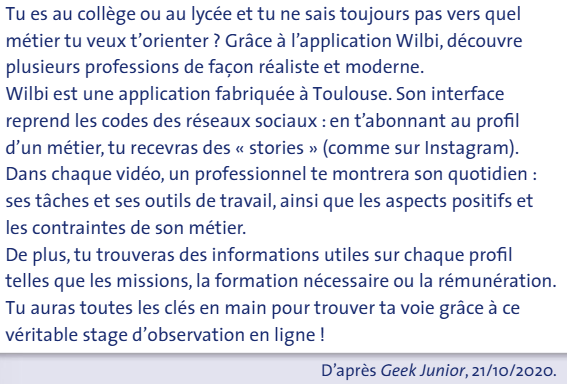 Tu es au collège ou au lycée et tu ne sais toujours pas vers quel
métier tu veux t’orienter ? Grâce à l’application Wilbi, découvre
plusieurs professions de façon réaliste et moderne.
Wilbi est une application fabriquée à Toulouse. Son interface
reprend les codes des réseaux sociaux : en t’abonnant au profil
d’un métier, tu recevras des « stories » (comme sur Instagram).
Dans chaque vidéo, un professionnel te montrera son quotidien :
ses tâches et ses outils de travail, ainsi que les aspects positifs et
les contraintes de son métier.
De plus, tu trouveras des informations utiles sur chaque profil
telles que les missions, la formation nécessaire ou la rémunération.
Tu auras toutes les clés en main pour trouver ta voie grâce à ce
véritable stage d’observation en ligne !
D’après Geek Junior, 21/10/2020.